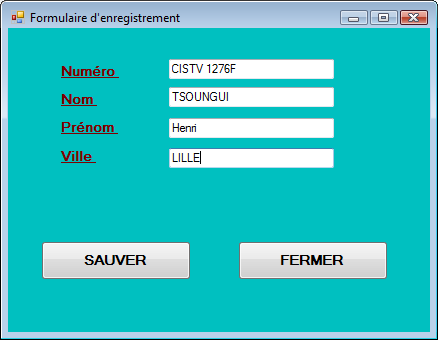 Formulaire d'enregistrement
Numéro CISTV 1276F
Nom TSOUNGUI
Prénom Henri
Ville LILLE
SAUVER FERMER